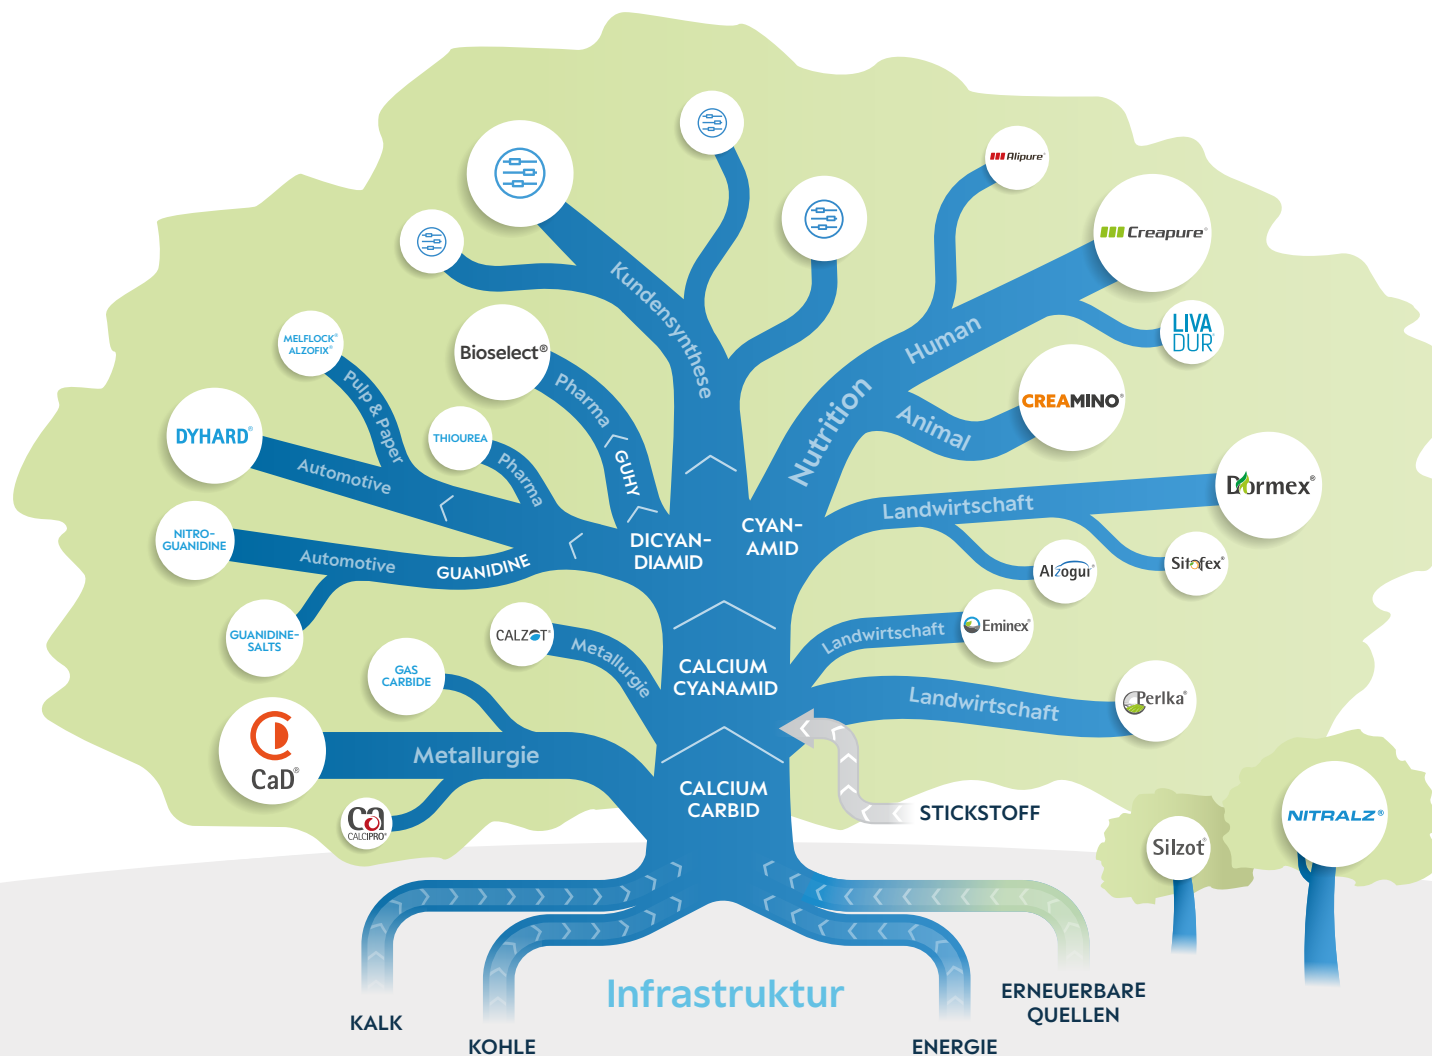 Alipure®
Creapure®
LIVA
DUR®
Human
Nutrition
Animal
CREAMINO®
Kundensynthese
MELFLOCK®
ALZOFIX®
Pulp & Paper
Bioselect®
Pharma
GUHY
THIOUREA
Pharma
DYHARD®
Automotive
NITRO-
GUANIDINE
Automotive
GUANIDINE
GUANIDINE-
SALTS
DICYAN-
DIAMID
CYAN-
AMID
Landwirtschaft
Dormex®
Alzogur®
Sitofex®
CALZOT®
Metallurgie
CALCIUM
CYANAMID
Landwirtschaft
Eminex®
Landwirtschaft
Perlka®
GAS
CARBIDE
CaD®
Metallurgie
ca
CALCIPRO®
CALCIUM
CARBID
STICKSTOFF
Silzot®
NITRALZ®
Infrastruktur
KALK
KOHLE
ENERGIE
ERNEUERBARE
QUELLEN